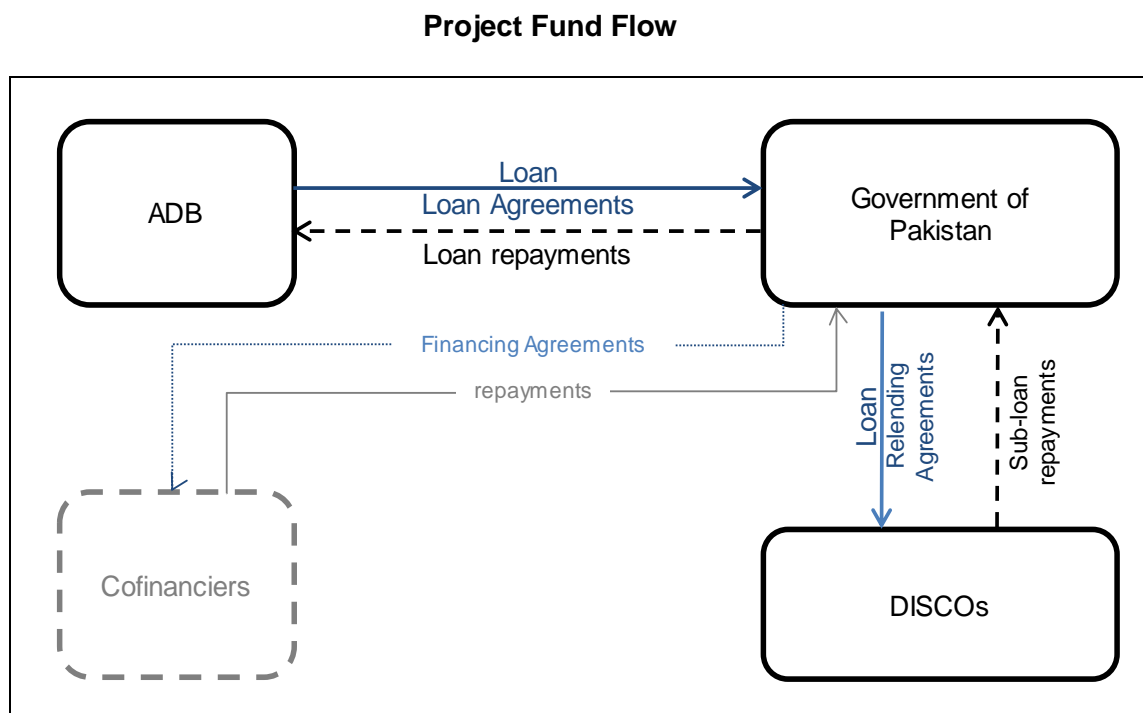 Project Fund Flow
ADB
Loan
Loan Agreements
Loan repayments
Government of
Pakistan
Financing Agreements
repayments
Loan
Relending
Agreements
Sub-loan
repayments
Cofinanciers
DISCOs